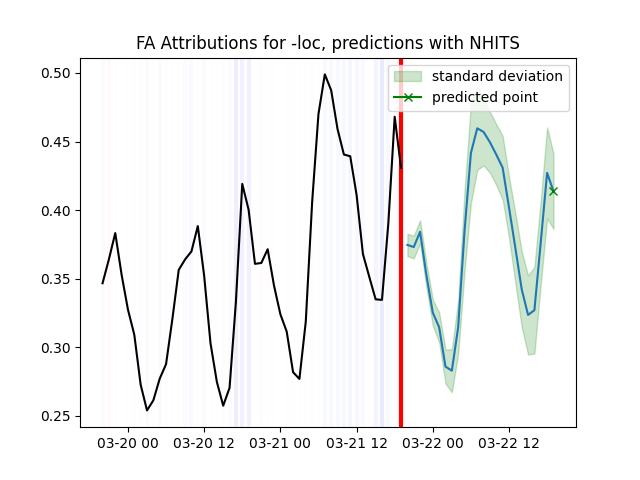 FA Attributions for -loc, predictions with NHITS
standard deviation
predicted point
0.50
0.45
0.40
0.35
0.30
0.25
03-20 00 03-20 12 03-21 00 03-21 12 03-22 00 03-22 12